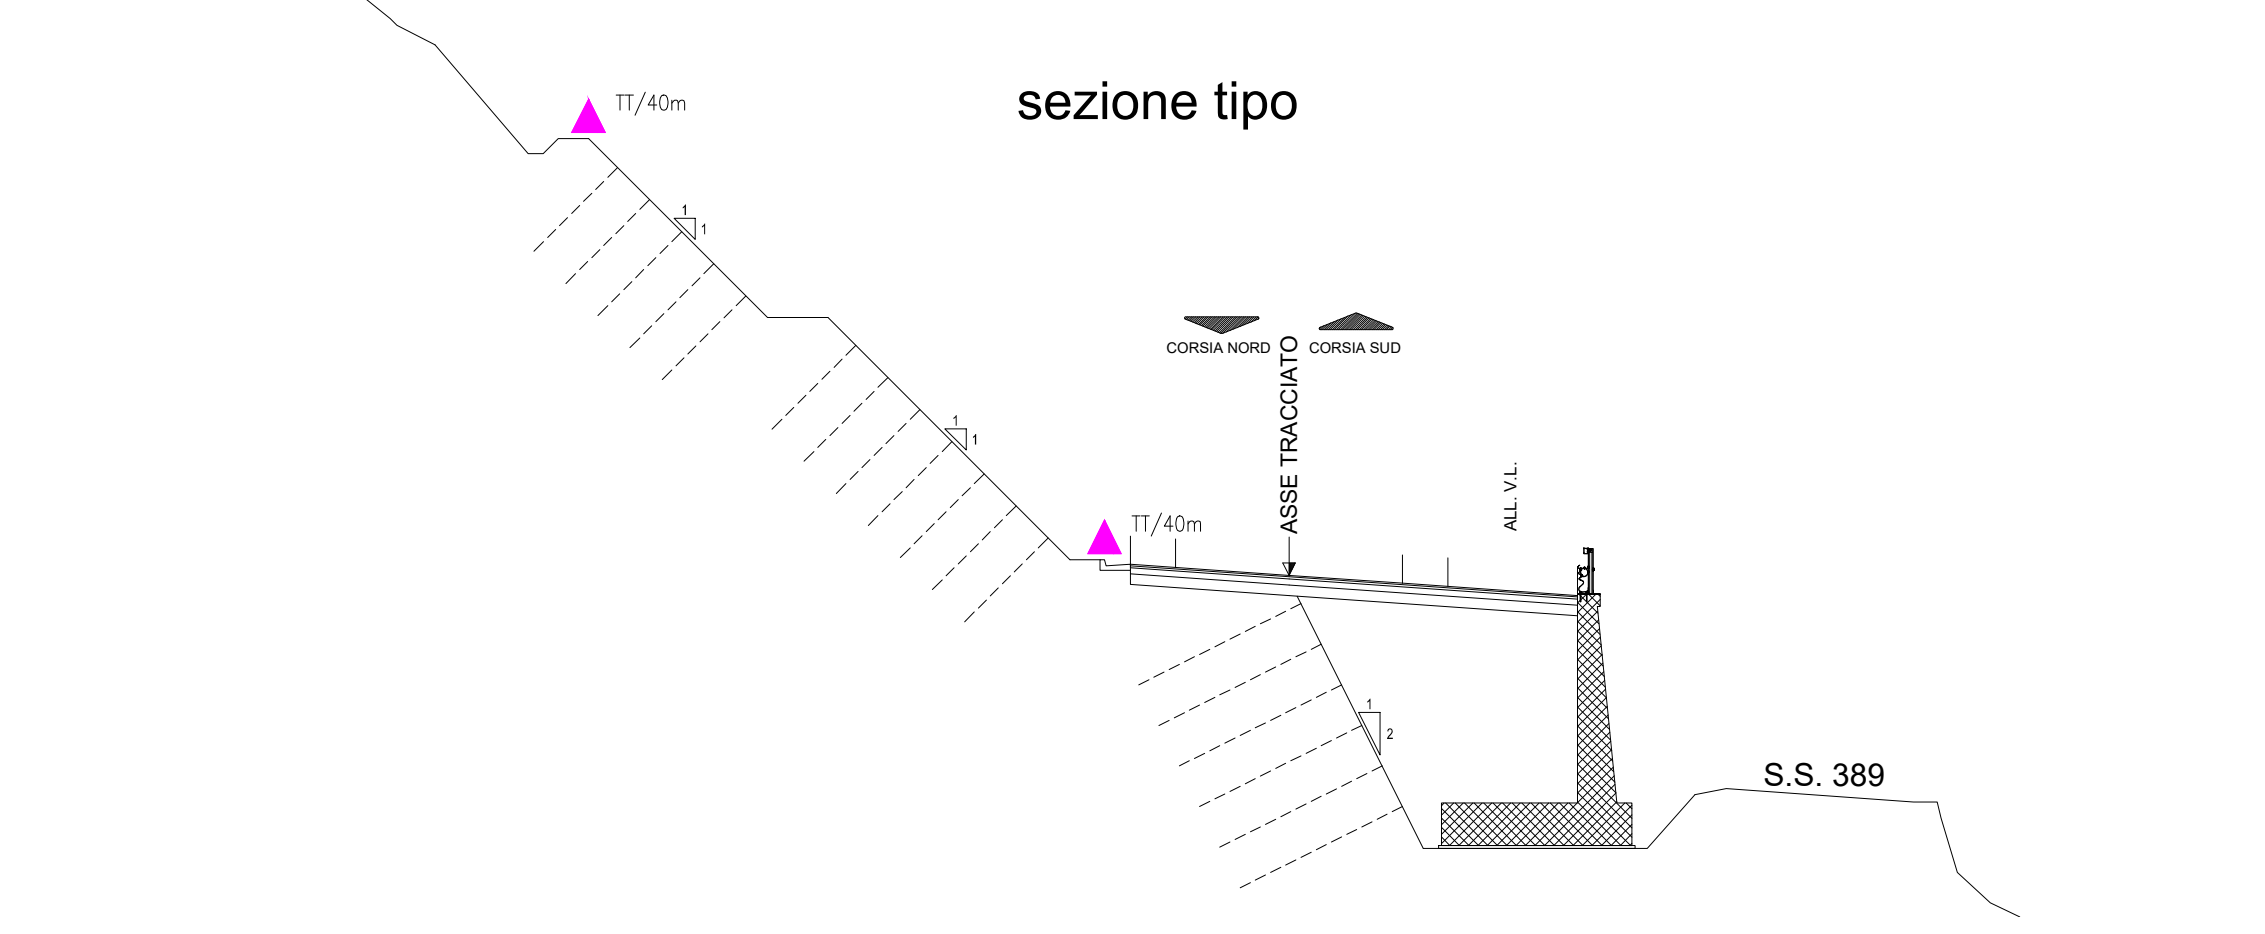 sezione tipo
TT/40m
1
1
CORSIA NORD
CORSIA SUD
ASSE TRACCIATO
1
1
ALL. V.L.
TT/40m
1
2
S.S. 389